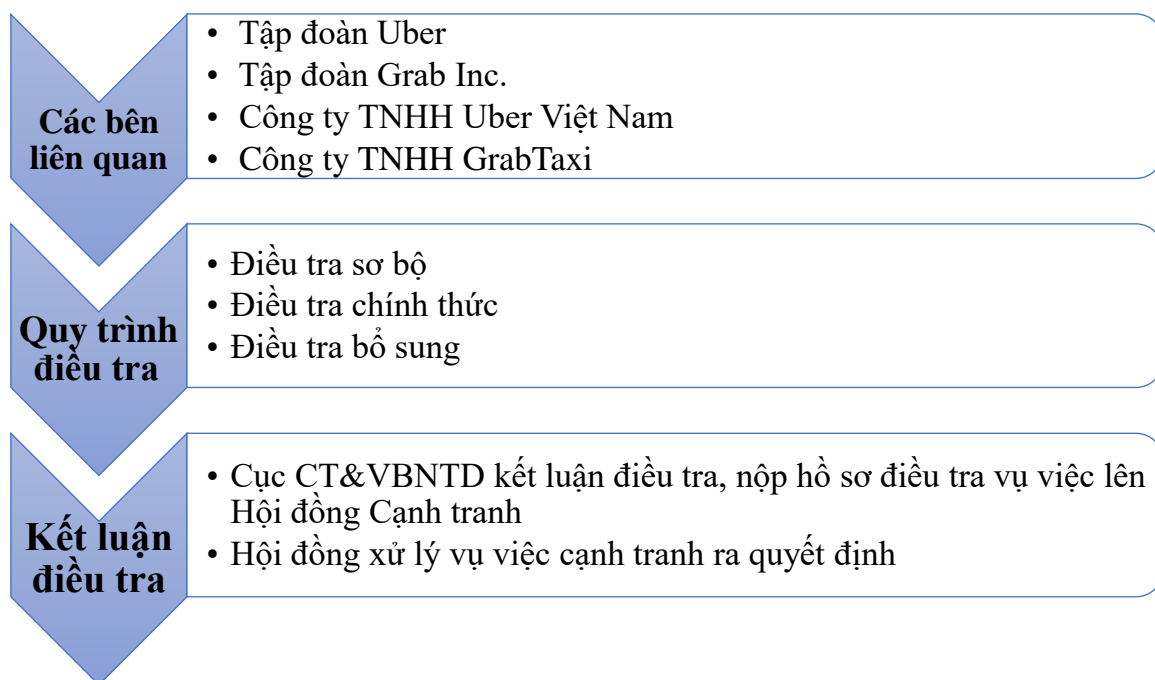 Các bên
liên quan
• Tập đoàn Uber
• Tập đoàn Grab Inc.
• Công ty TNHH Uber Việt Nam
• Công ty TNHH GrabTaxi
Quy trình
điều tra
• Điều tra sơ bộ
• Điều tra chính thức
• Điều tra bổ sung
Kết luận
điều tra
• Cục CT&VBNTD kết luận điều tra, nộp hồ sơ điều tra vụ việc lên
Hội đồng Cạnh tranh
• Hội đồng xử lý vụ việc cạnh tranh ra quyết định